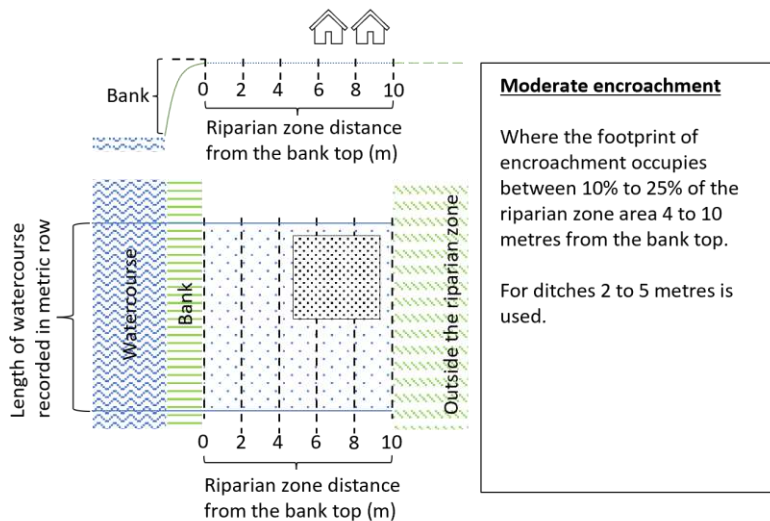 Bank
0 2 4 6 8 10
Riparian zone distance
from the bank top (m)
Length of watercourse
recorded in metric row
Watercourse
Bank
Outside the riparian zone
0 2 4 6 8 10
Riparian zone distance
from the bank top (m)
Moderate encroachment
Where the footprint of
encroachment occupies
between 10% to 25% of the
riparian zone area 4 to 10
metres from the bank top.
For ditches 2 to 5 metres is
used.